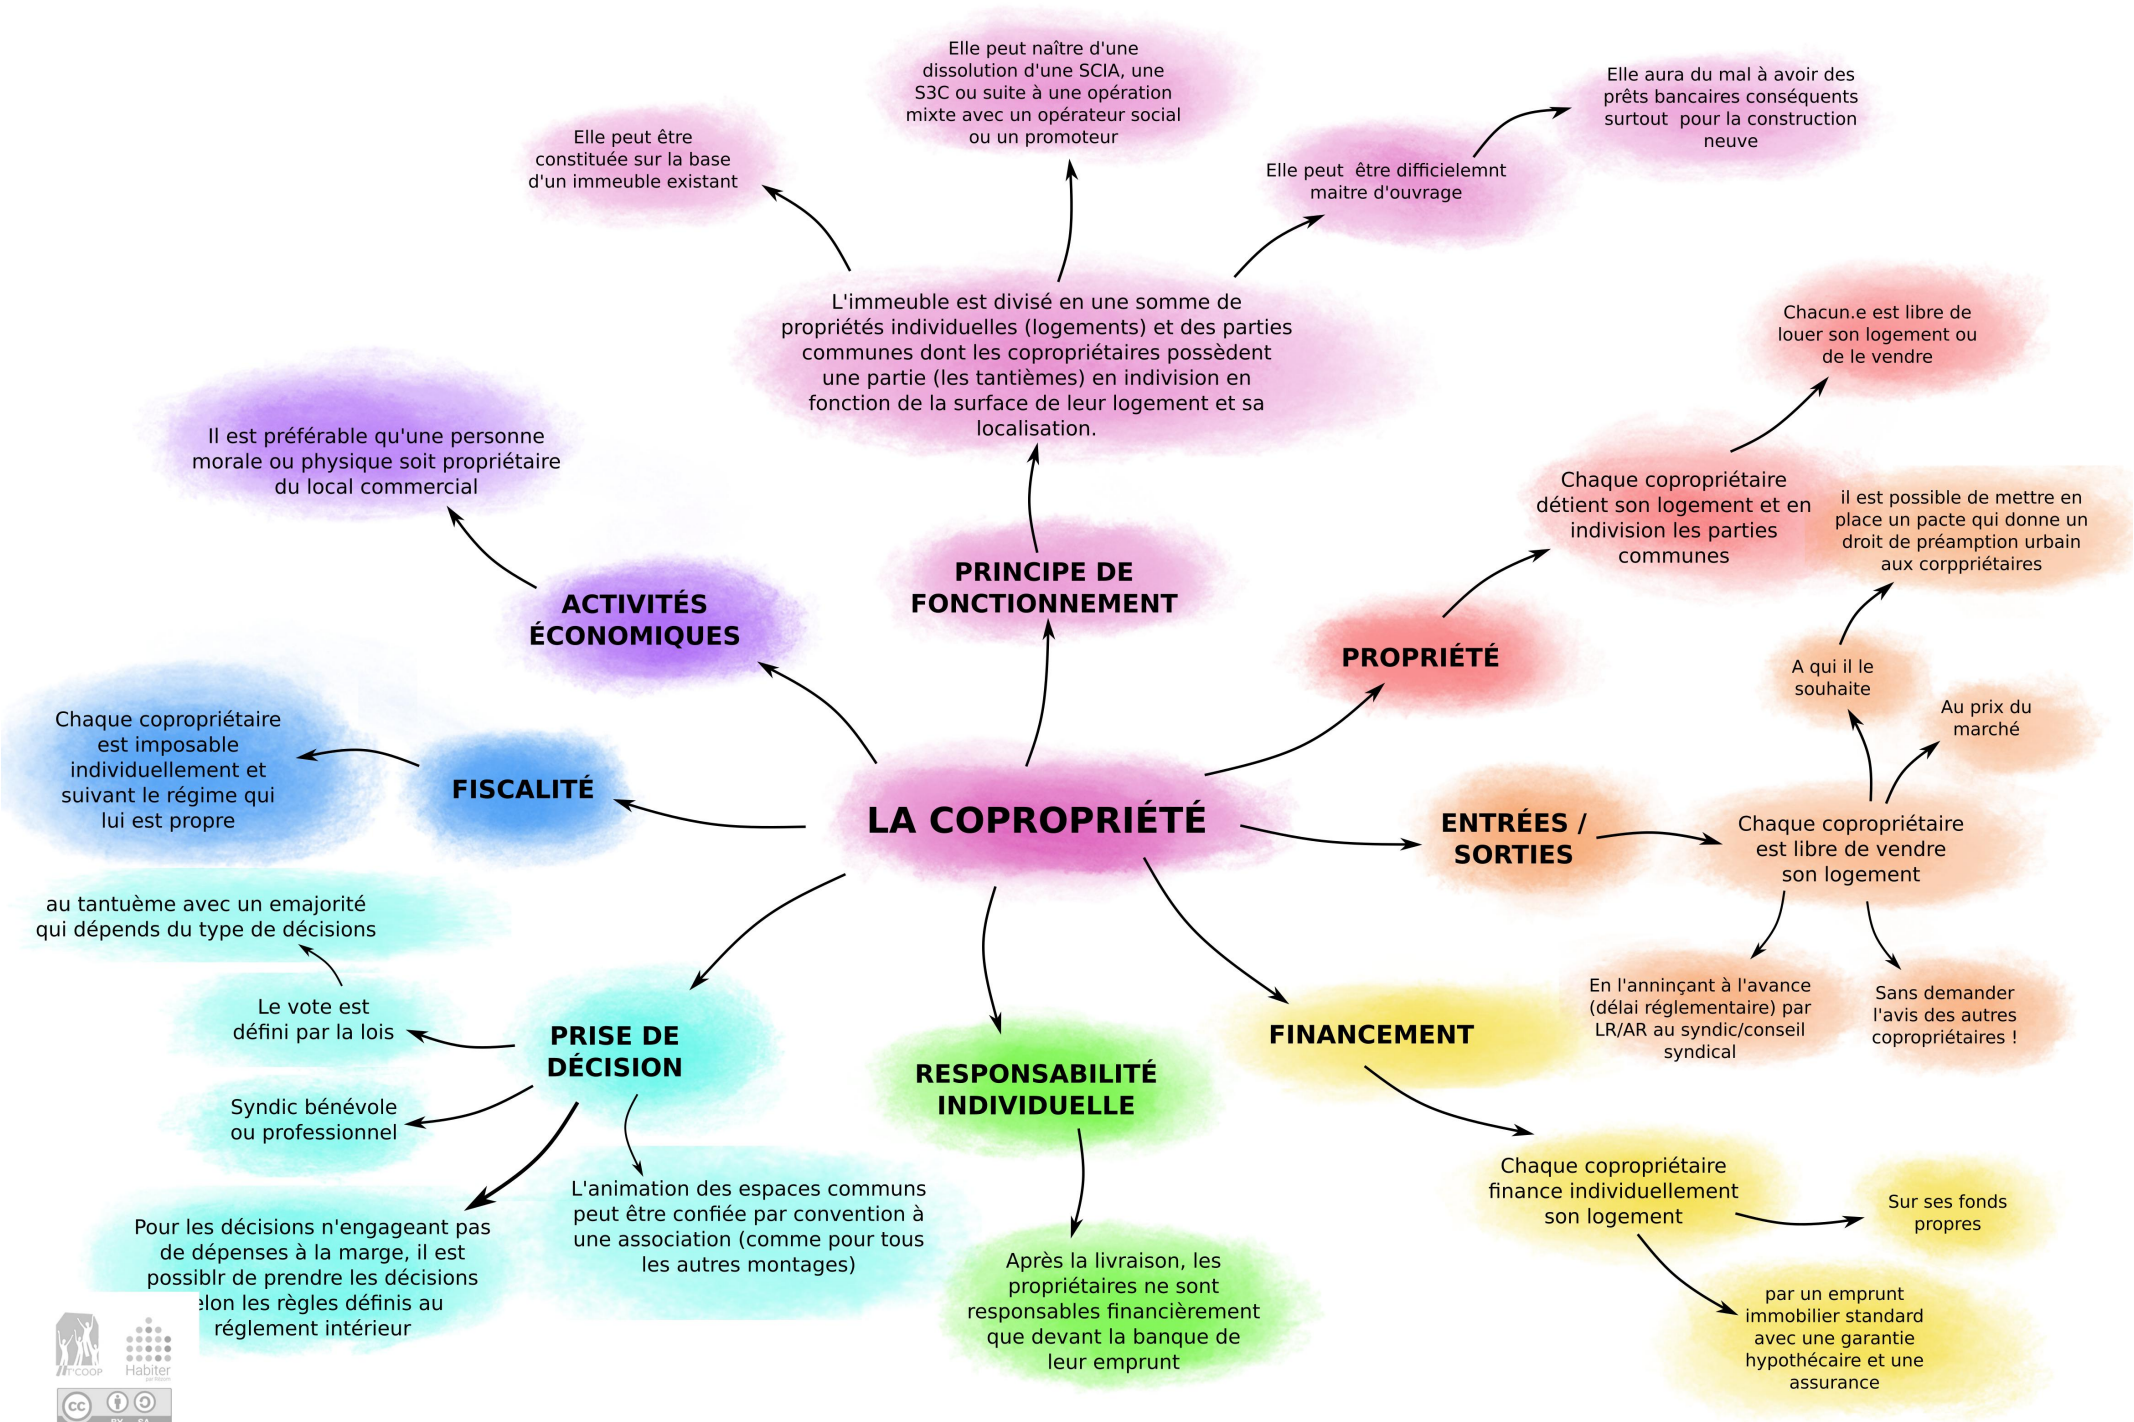 Elle peut naître d'une
dissolution d'une SCIA, une
S3C ou suite à une opération
mixte avec un opérateur social
ou un promoteur
Elle peut être
constituée sur la base
d'un immeuble existant
Elle peut  être difficielemnt
maitre d'ouvrage
Elle aura du mal à avoir des
prêts bancaires conséquents
surtout  pour la construction
neuve
L'immeuble est divisé en une somme de
propriétés individuelles (logements) et des parties
communes dont les copropriétaires possèdent
une partie (les tantièmes) en indivision en
fonction de la surface de leur logement et sa
localisation.
PRINCIPE DE
FONCTIONNEMENT
Il est préférable qu'une personne
morale ou physique soit propriétaire
du local commercial
ACTIVITÉS
ÉCONOMIQUES
Chacun.e est libre de
louer son logement ou
de le vendre
Chaque copropriétaire
détient son logement et en
indivision les parties
communes
PROPRIÉTÉ
il est possible de mettre en
place un pacte qui donne un
droit de préamption urbain
aux corppriétaires
A qui il le
souhaite
Au prix du
marché
Chaque copropriétaire
est imposable
individuellement et
suivant le régime qui
lui est propre
FISCALITÉ
LA COPROPRIÉTÉ
ENTRÉES /
SORTIES
Chaque copropriétaire
est libre de vendre
son logement
En l'anninçant à l'avance
(délai réglementaire) par
LR/AR au syndic/conseil
syndical
Sans demander
l'avis des autres
copropriétaires !
au tantuème avec un emajorité
qui dépends du type de décisions
Le vote est
défini par la lois
PRISE DE
DÉCISION
Syndic bénévole
ou professionnel
Pour les décisions n'engageant pas
de dépenses à la marge, il est
possiblr de prendre les décisions
elon les règles définis au
réglement intérieur
L'animation des espaces communs
peut être confiée par convention à
une association (comme pour tous
les autres montages)
RESPONSABILITÉ
INDIVIDUELLE
Après la livraison, les
propriétaires ne sont
responsables financièrement
que devant la banque de
leur emprunt
FINANCEMENT
Chaque copropriétaire
finance individuellement
son logement
Sur ses fonds
propres
par un emprunt
immobilier standard
avec une garantie
hypothécaire et une
assurance
Habiter
cc
BY SA